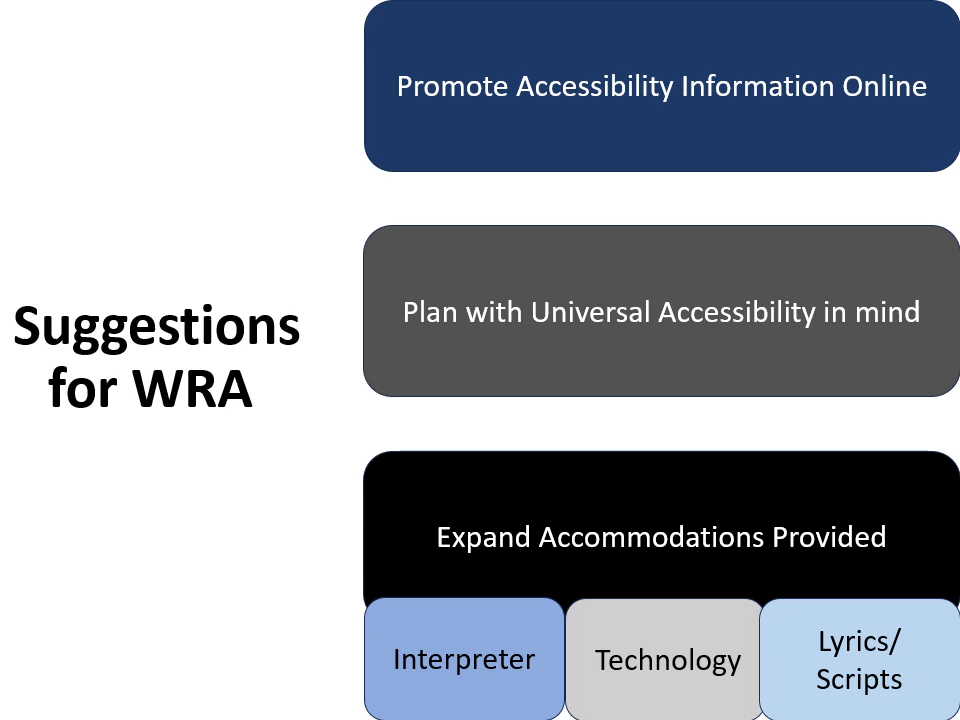 Suggestions
for WRA
Promote Accessibility Information Online
Plan with Universal Accessibility in mind
Expand Accommodations Provided
Interpreter
Technology
Lyrics/
Scripts